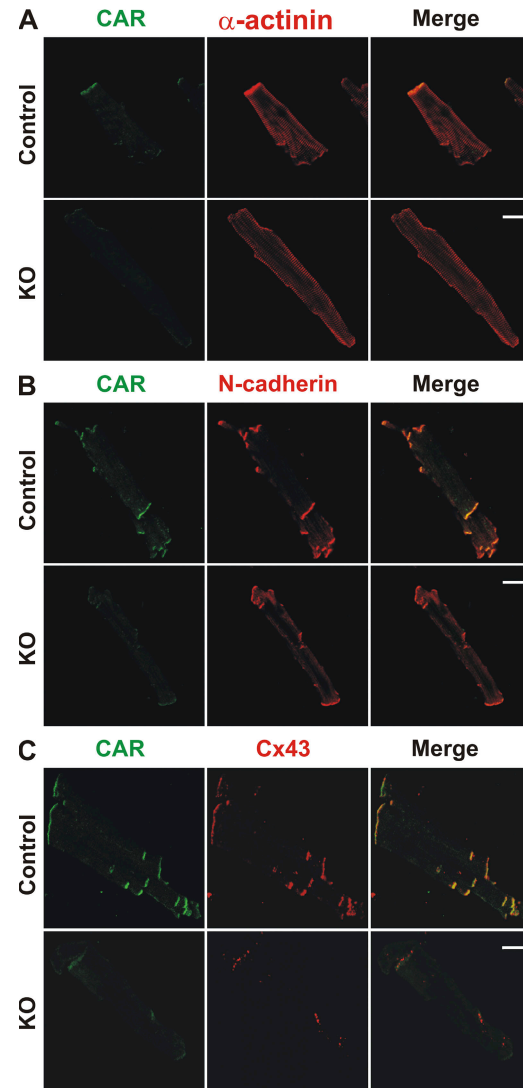 A CAR α-actinin Merge
Control
KO
B CAR N-cadherin Merge
Control
KO
C CAR Cx43 Merge
Control
KO